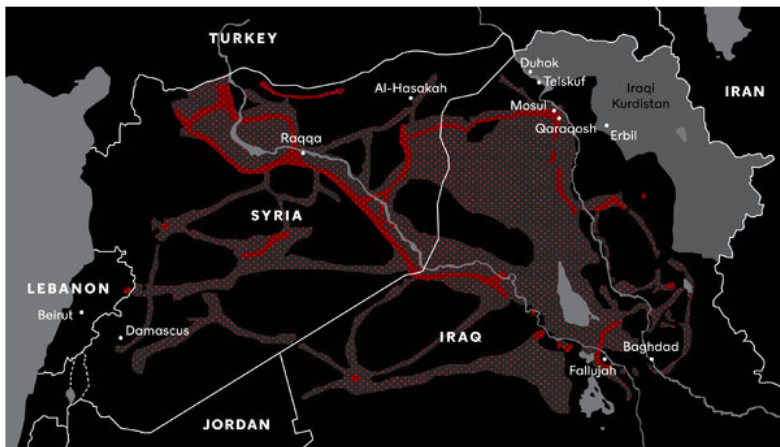 TURKEY
Duhok
Telskuf
Al-Hasakah
Iraqi
Kurdistan
IRAN
Mosul
Qaraqosh
Erbil
Raqqa
SYRIA
LEBANON
Beirut
Damascus
IRAQ
Baghdad
Fallujah
JORDAN